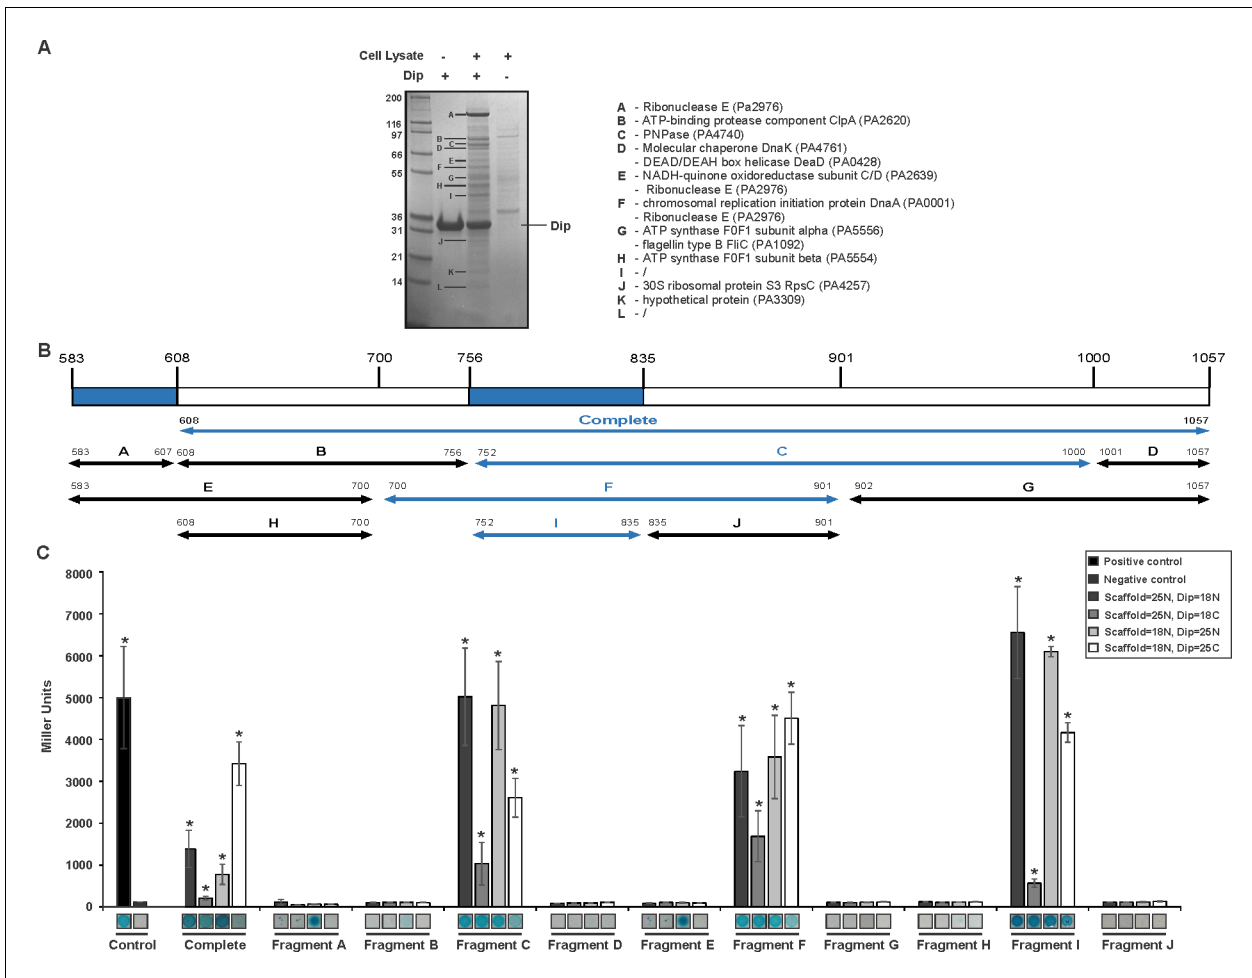 A
Cell Lysate - + +
Dip + + -
200
116
97
66
55
36
31
21
14
A
B
C
D
E
F
G
H
I
J
K
L
Dip
A - Ribonuclease E (Pa2976)
B - ATP-binding protease component ClpA (PA2620)
C - PNPase (PA4740)
D - Molecular chaperone DnaK (PA4761)
- DEAD/DEAH box helicase DeaD (PA0428)
E - NADH-quinone oxidoreductase subunit C/D (PA2639)
- Ribonuclease E (PA2976)
F - chromosomal replication initiation protein DnaA (PA0001)
- Ribonuclease E (PA2976)
G - ATP synthase F0F1 subunit alpha (PA5556)
- flagellin type B FliC (PA1092)
H - ATP synthase F0F1 subunit beta (PA5554)
I - /
J - 30S ribosomal protein S3 RpsC (PA4257)
K - hypothetical protein (PA3309)
L - /
B
583 608 700 756 835 901 1000 1057
608 Complete 1057
583 A 607 608 B 756 752 C 1000 1001 D 1057
583 E 700 700 F 901 902 G 1057
608 H 700 752 I 835 835 J 901
C
Positive control
Negative control
Scaffold=25N, Dip=18N
Scaffold=25N, Dip=18C
Scaffold=18N, Dip=25N
Scaffold=18N, Dip=25C
Miller Units
8000
7000
6000
5000
4000
3000
2000
1000
0
* * * * * * * * * * * * * * * * *
Control Complete Fragment A Fragment B Fragment C Fragment D Fragment E Fragment F Fragment G Fragment H Fragment I Fragment J